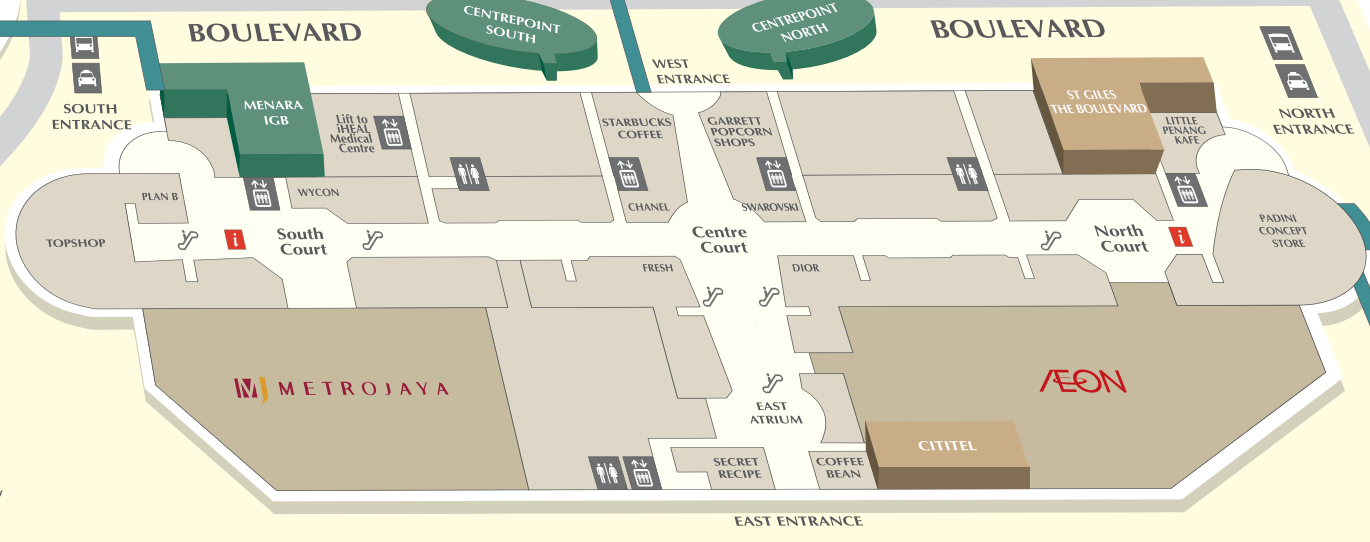 BOULEVARD
CENTREPOINT
SOUTH
CENTREPOINT
NORTH
BOULEVARD
WEST
ENTRANCE
SOUTH
ENTRANCE
MENARA
IGB
Lift to
iHEAL
Medical
Centre
STARBUCKS
COFFEE
GARRETT
POPCORN
SHOPS
ST GILES
THE BOULEVARD
LITTLE
PENANG
KAFE
NORTH
ENTRANCE
PLAN B
WYCON
CHANEL
SWAROVSKI
TOPSHOP
i
South
Court
Centre
Court
North
Court
i
PADINI
CONCEPT
STORE
FRESH
DIOR
MJ METROJAYA
ÆON
EAST
ATRIUM
CITITEL
SECRET
RECIPE
COFFEE
BEAN
EAST ENTRANCE